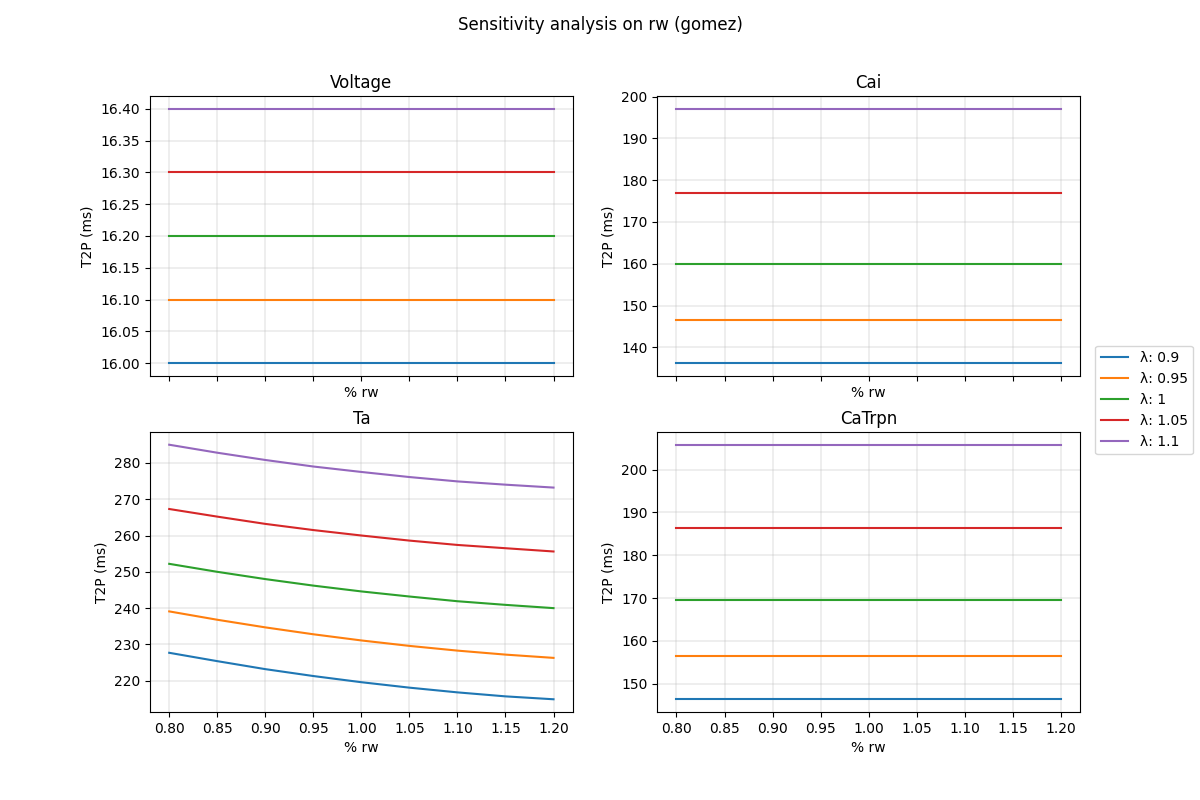 Sensitivity analysis on rw (gomez)
Voltage
T2P (ms)
16.40
16.35
16.30
16.25
16.20
16.15
16.10
16.05
16.00
% rw
Cai
T2P (ms)
200
190
180
170
160
150
140
% rw
Ta
T2P (ms)
280
270
260
250
240
230
220
0.80 0.85 0.90 0.95 1.00 1.05 1.10 1.15 1.20
% rw
CaTrpn
T2P (ms)
200
190
180
170
160
150
0.80 0.85 0.90 0.95 1.00 1.05 1.10 1.15 1.20
% rw
λ: 0.9
λ: 0.95
λ: 1
λ: 1.05
λ: 1.1